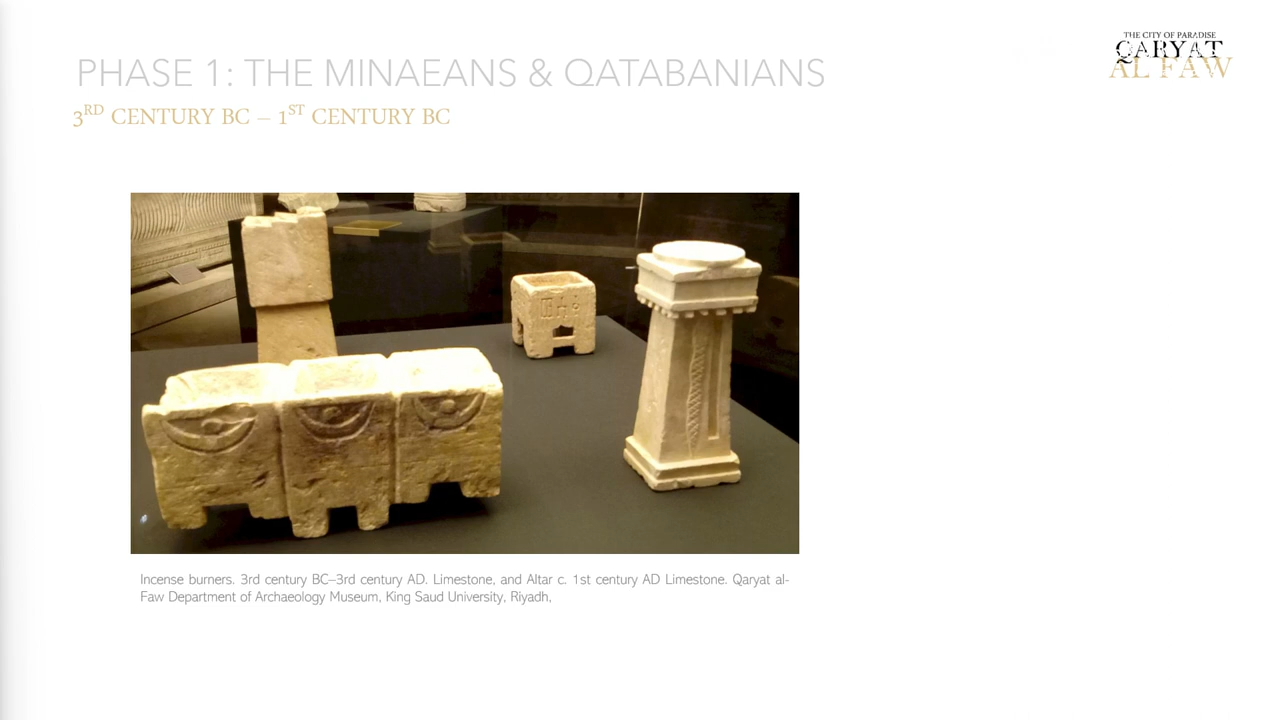 THE CITY OF PARADISE
QARYAT
AL FAW
PHASE 1: THE MINAEANS & QATABANIANS
3RD CENTURY BC – 1ST CENTURY BC
Incense burners. 3rd century BC–3rd century AD. Limestone, and Altar c. 1st century AD Limestone. Qaryat al-
Faw Department of Archaeology Museum, King Saud University, Riyadh,